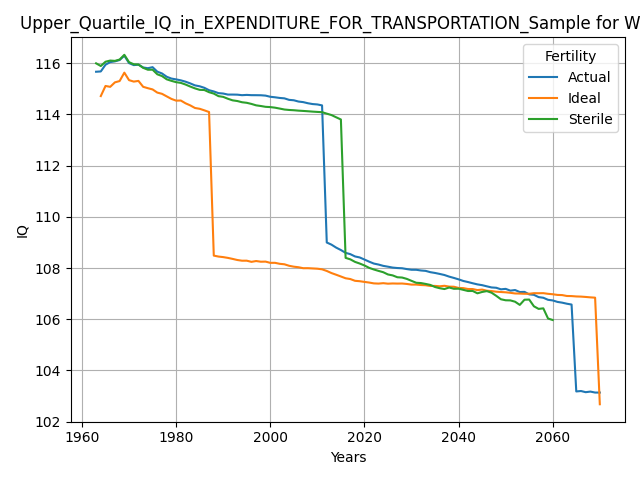 Upper_Quartile_IQ_in_EXPENDITURE_FOR_TRANSPORTATION_Sample for W
Fertility
Actual
Ideal
Sterile
116
114
112
110
108
106
104
102
IQ
1960 1980 2000 2020 2040 2060
Years